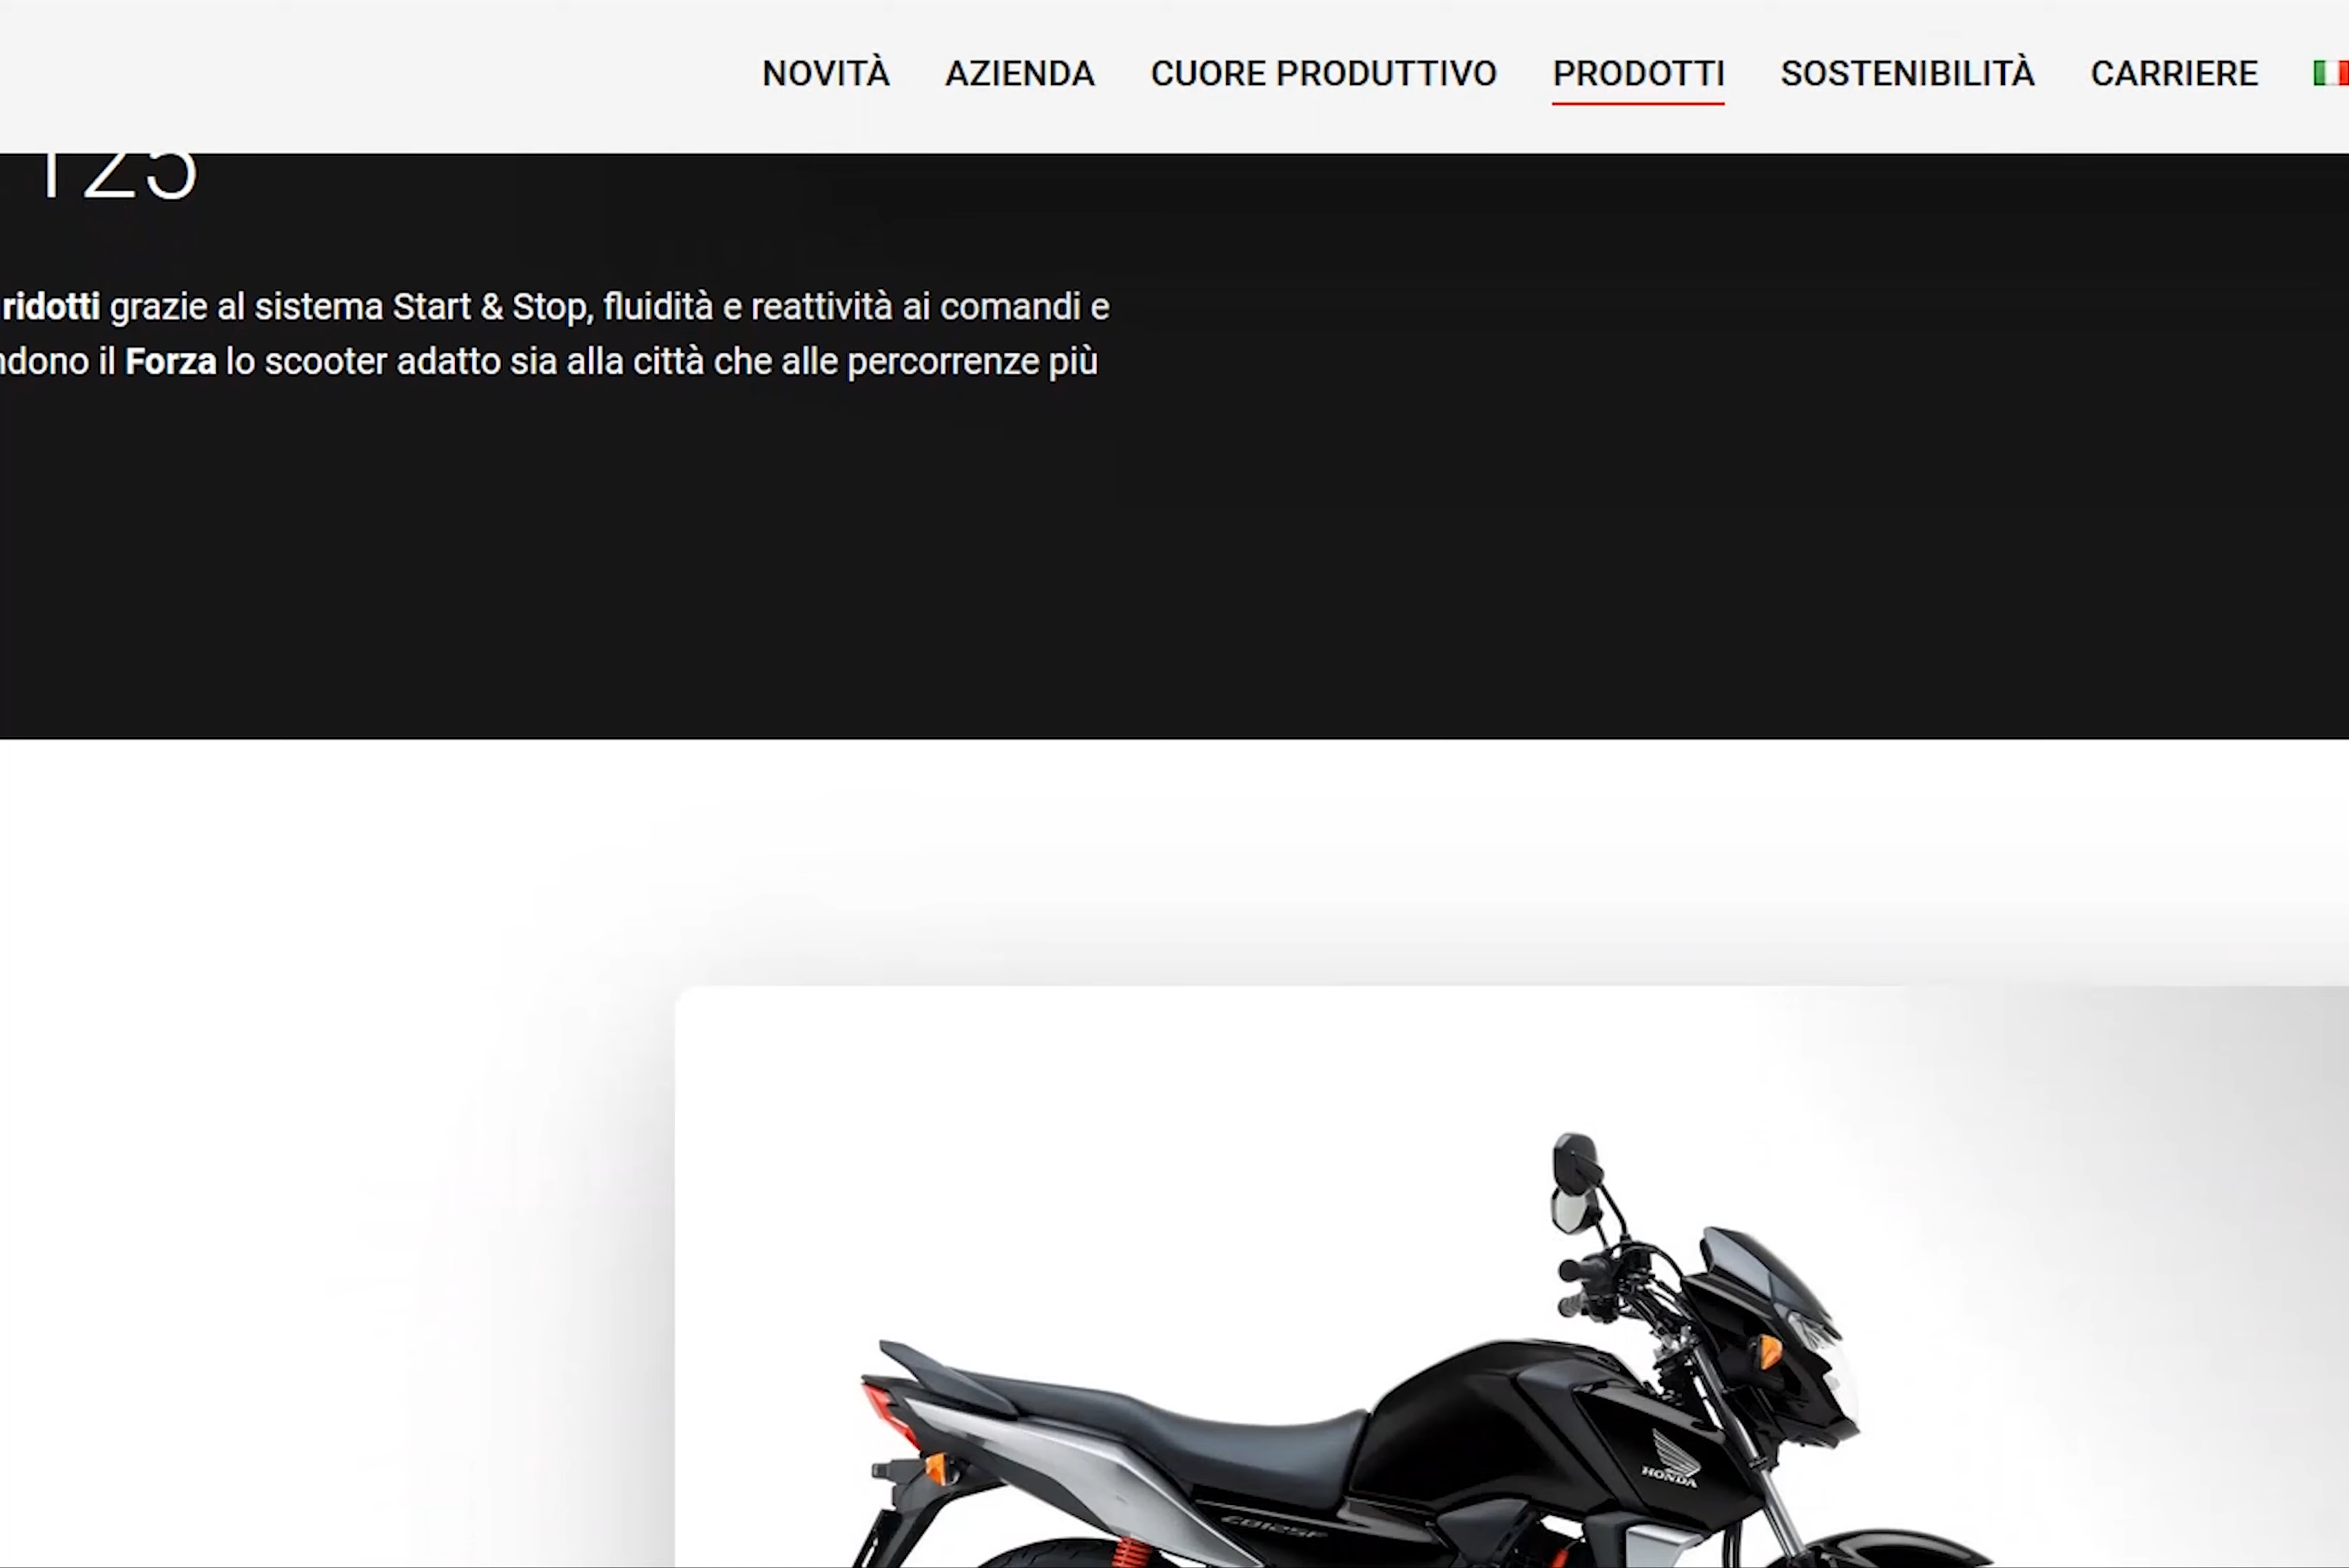 NOVITÀ AZIENDA CUORE PRODUTTIVO PRODOTTI SOSTENIBILITÀ CARRIERE
125
ridotti grazie al sistema Start & Stop, fluidità e reattività ai comandi e
ndono il Forza lo scooter adatto sia alla città che alle percorrenze più
HONDA
CB125F